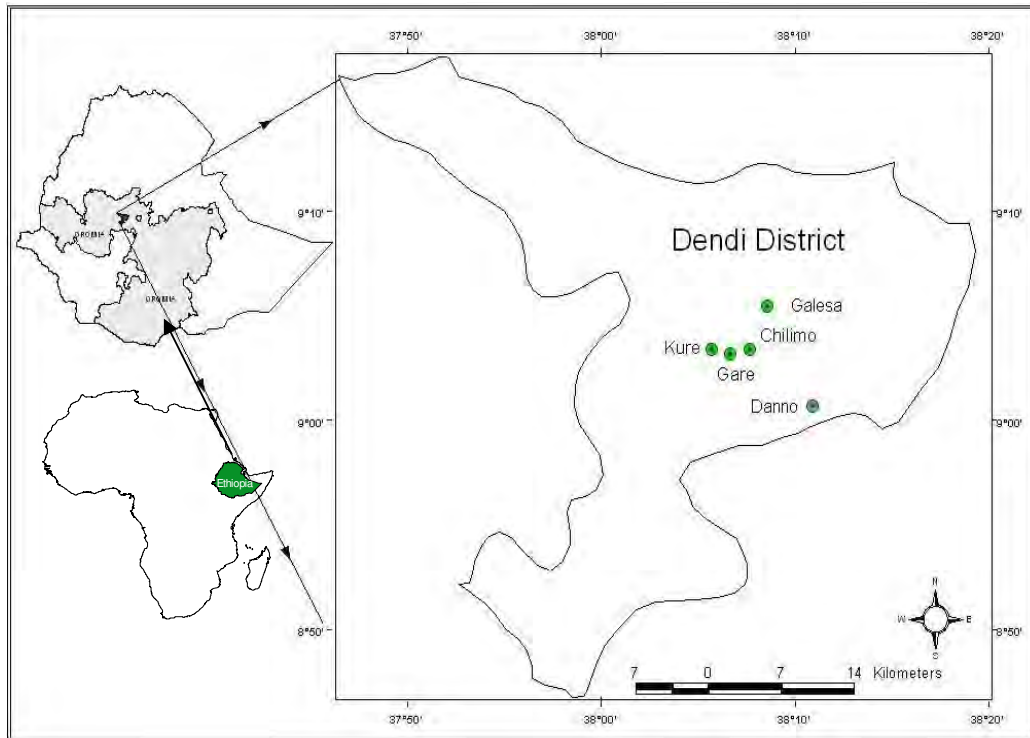 37°50'
38°00'
38°10'
38°20'
9°10'
9°10'
Dendi District
OROMIA
OROMIA
Galesa
Kure
Chilimo
Gare
Danno
9°00'
9°00'
Ethiopia
N
W
E
S
8°50'
8°50'
7 0 7 14 Kilometers
37°50'
38°00'
38°10'
38°20'